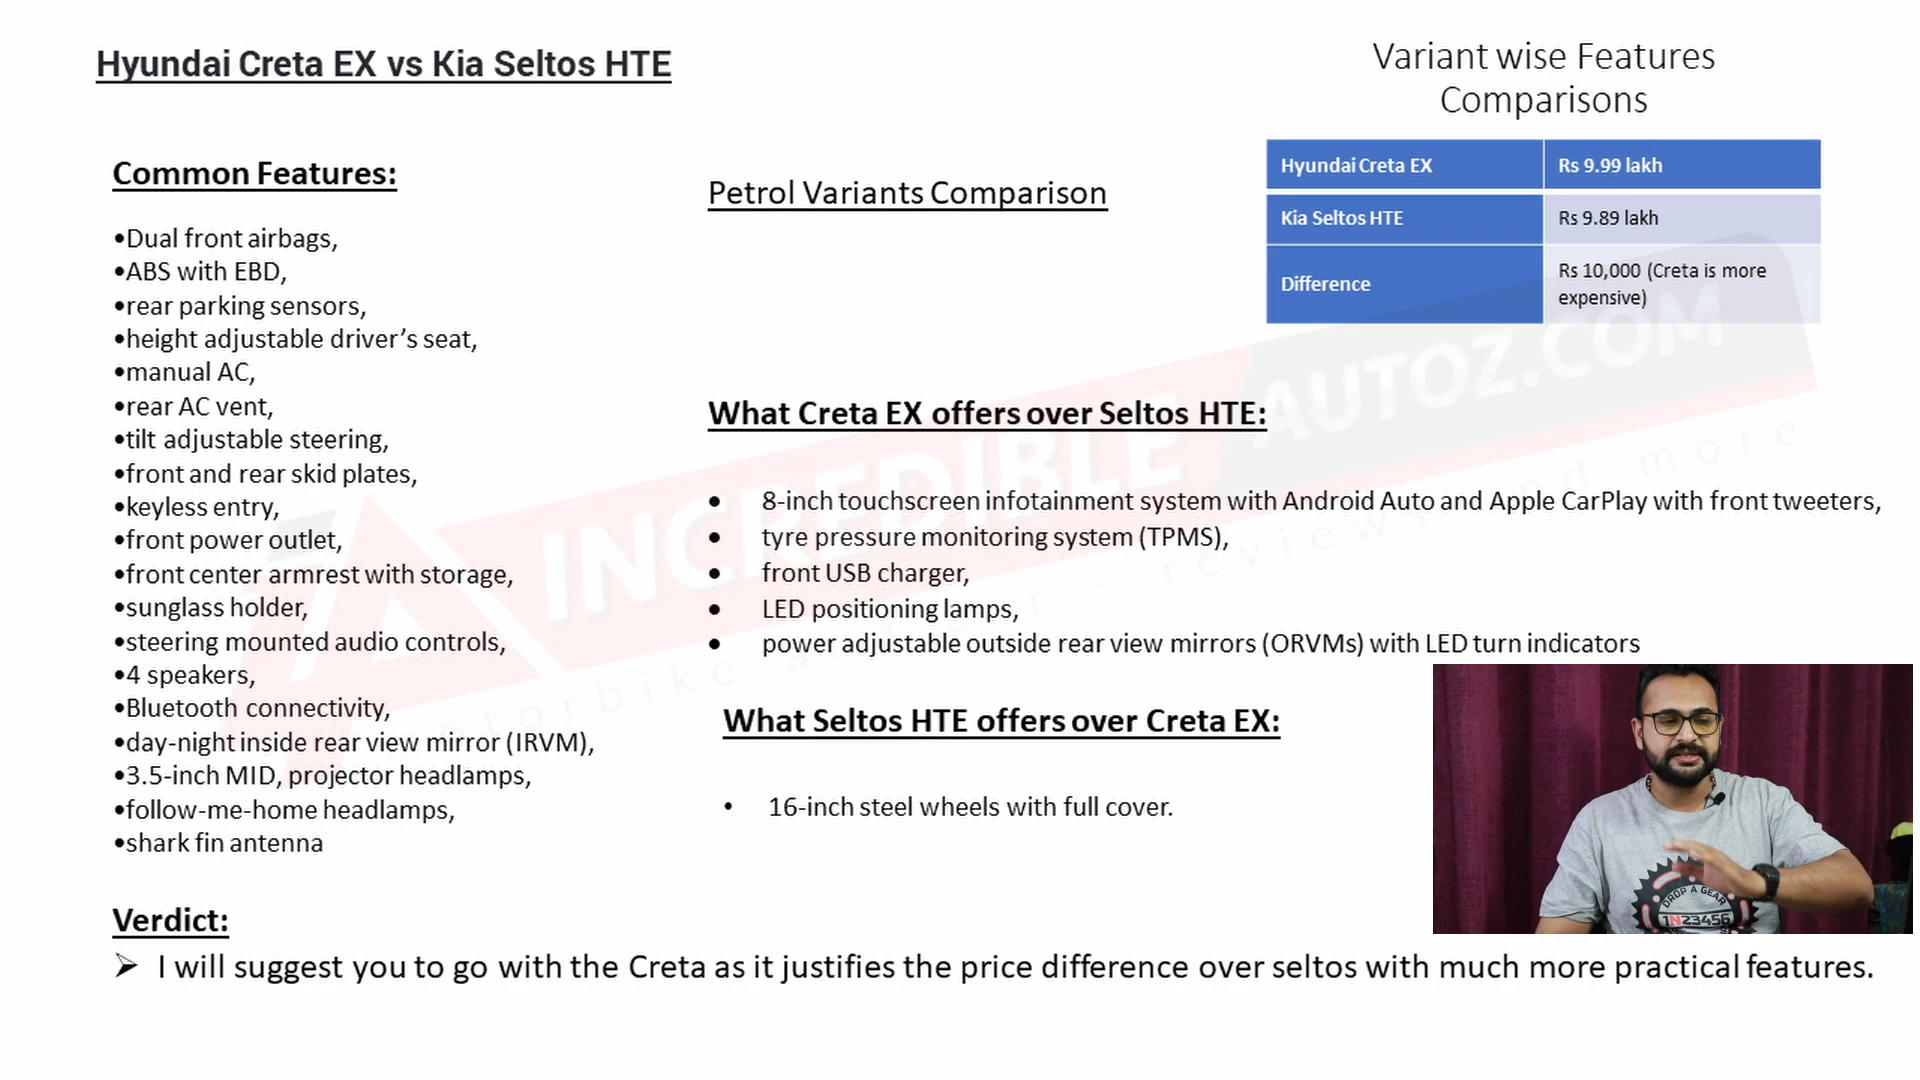 Hyundai Creta EX vs Kia Seltos HTE
Variant wise Features
Comparisons
Hyundai Creta EX Rs 9.99 lakh
Kia Seltos HTE Rs 9.89 lakh
Difference Rs 10,000 (Creta is more
expensive)
Common Features:
•Dual front airbags,
•ABS with EBD,
•rear parking sensors,
•height adjustable driver’s seat,
•manual AC,
•rear AC vent,
•tilt adjustable steering,
•front and rear skid plates,
•keyless entry,
•front power outlet,
•front center armrest with storage,
•sunglass holder,
•steering mounted audio controls,
•4 speakers,
•Bluetooth connectivity,
•day-night inside rear view mirror (IRVM),
•3.5-inch MID, projector headlamps,
•follow-me-home headlamps,
•shark fin antenna
Petrol Variants Comparison
What Creta EX offers over Seltos HTE:
• 8-inch touchscreen infotainment system with Android Auto and Apple CarPlay with front tweeters,
• tyre pressure monitoring system (TPMS),
• front USB charger,
• LED positioning lamps,
• power adjustable outside rear view mirrors (ORVMs) with LED turn indicators
What Seltos HTE offers over Creta EX:
• 16-inch steel wheels with full cover.
INCREDIBLE AUTOZ.COM
DROP A GEAR
1N23456
Verdict:
➢ I will suggest you to go with the Creta as it justifies the price difference over seltos with much more practical features.